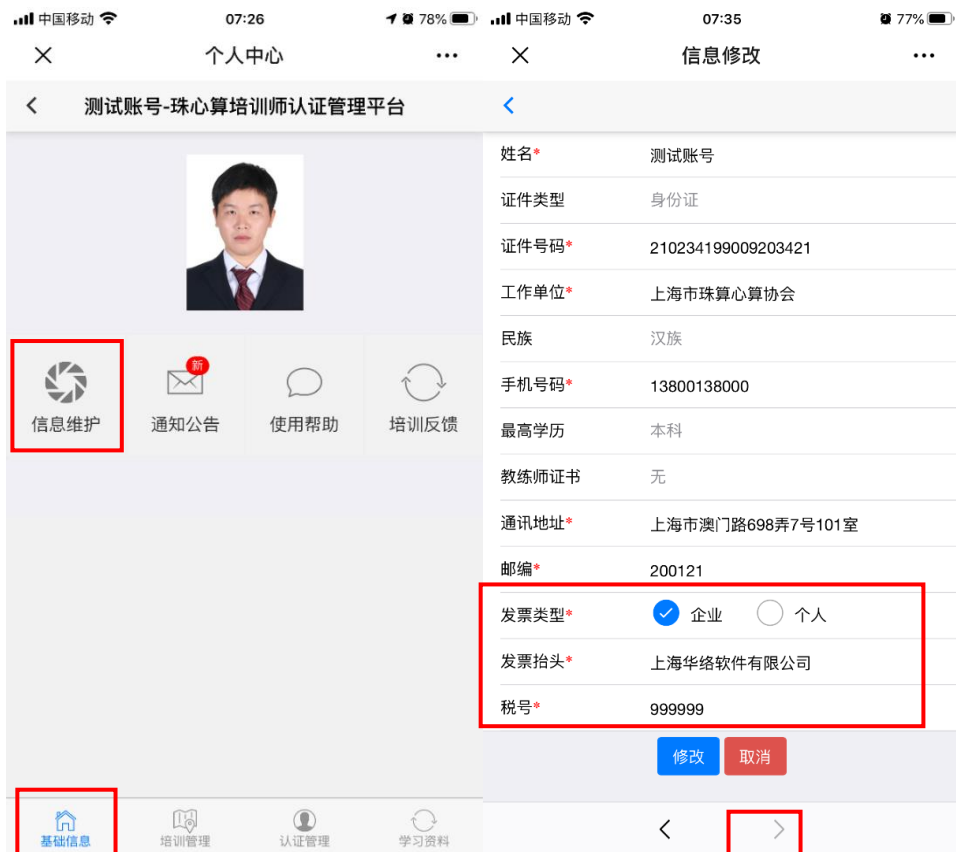 中国移动 07:26 78%
个人中心
测试账号-珠心算培训师认证管理平台
新
信息维护 通知公告 使用帮助 培训反馈
基础信息 培训管理 认证管理 学习资料
中国移动 07:35 77%
信息修改
姓名* 测试账号
证件类型 身份证
证件号码* 210234199009203421
工作单位* 上海市珠算心算协会
民族 汉族
手机号码* 13800138000
最高学历 本科
教练师证书 无
通讯地址* 上海市澳门路698弄7号101室
邮编* 200121
发票类型* 企业 个人
发票抬头* 上海华络软件有限公司
税号* 999999
修改 取消